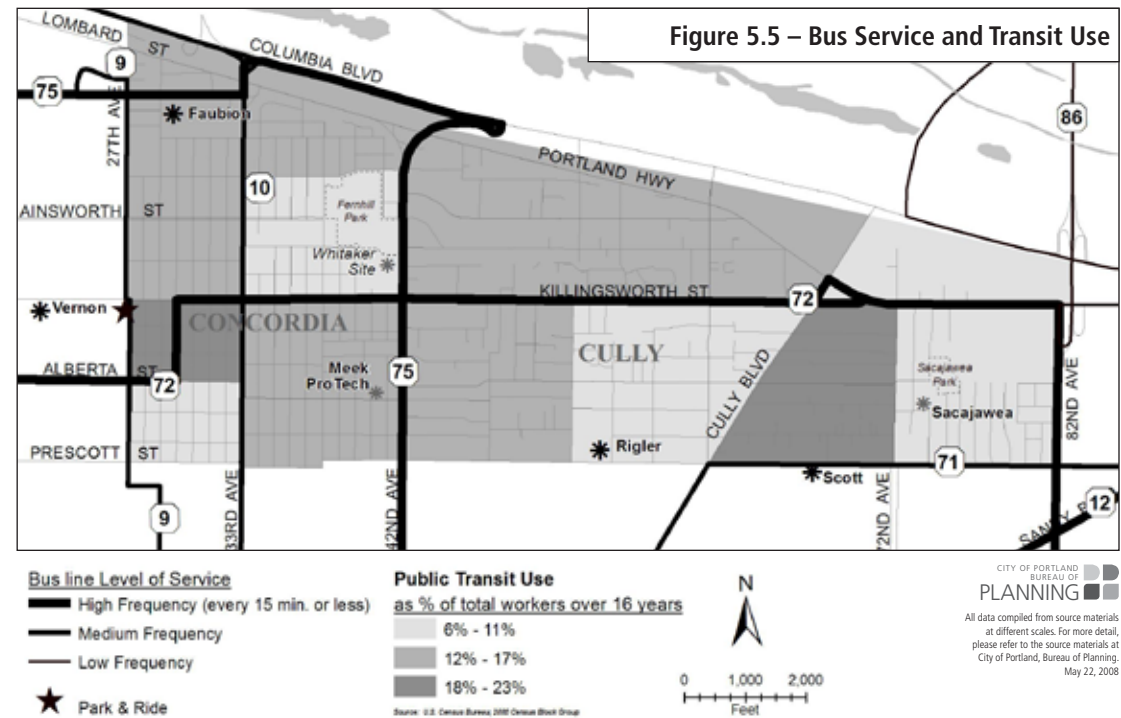 Figure 5.5 – Bus Service and Transit Use
LOMBARD ST
COLUMBIA BLVD
9
75
86
27TH AVE
Faubion
PORTLAND HWY
10
AINSWORTH ST
Fernhill
Park
Whitaker
Site
KILLINGSWORTH ST
72
Vernon
CONCORDIA
CULLY
ALBERTA ST
72
Meek
ProTech
75
CULLY BLVD
Sacajawea
Park
Sacajawea
82ND AVE
PRESCOTT ST
Rigler
71
Scott
9
33RD AVE
42ND AVE
72ND AVE
SANDY
12
Bus line Level of Service
High Frequency (every 15 min. or less)
Medium Frequency
Low Frequency
Park & Ride
Public Transit Use
as % of total workers over 16 years
6% - 11%
12% - 17%
18% - 23%
Source: U.S. Census Bureau, 2000 Census Block Group
N
0 1,000 2,000
Feet
CITY OF PORTLAND
BUREAU OF
PLANNING
All data compiled from source materials
at different scales. For more detail,
please refer to the source materials at
City of Portland, Bureau of Planning.
May 22, 2008